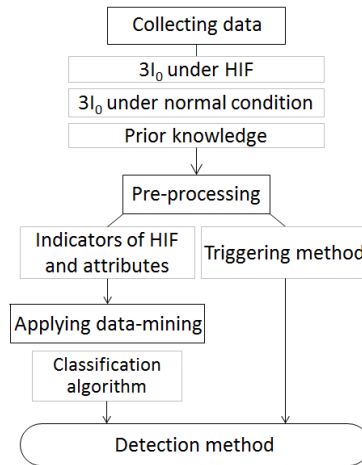 Collecting data
3I₀ under HIF
3I₀ under normal condition
Prior knowledge
Pre-processing
Indicators of HIF
and attributes
Triggering method
Applying data-mining
Classification
algorithm
Detection method